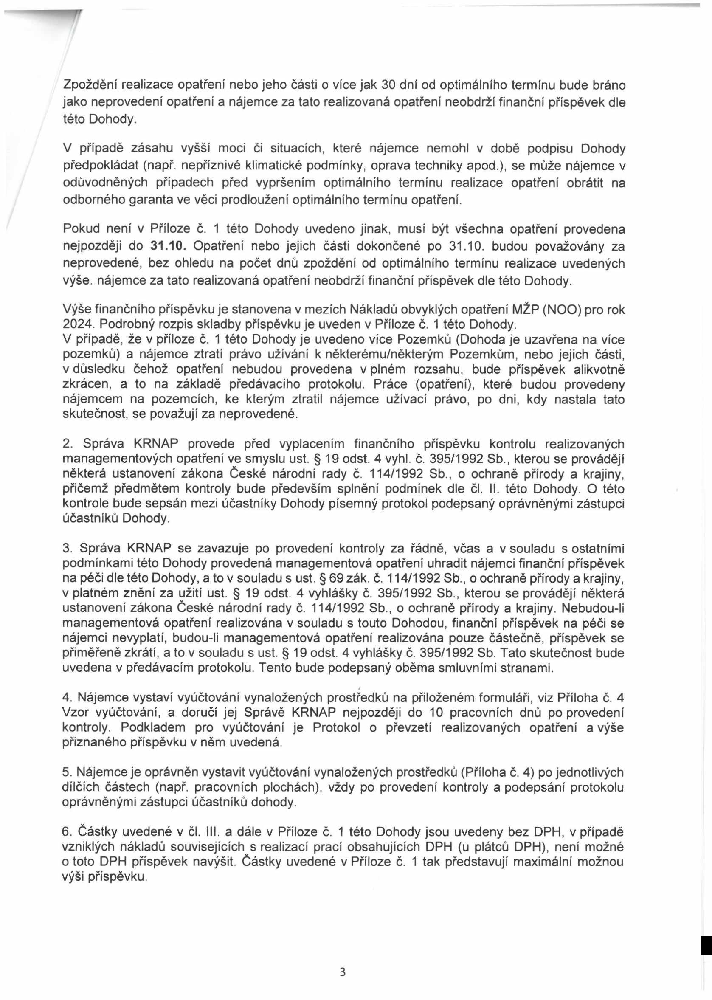 Zpoždění realizace opatření nebo jeho části o více jak 30 dní od optimálního termínu bude bráno
jako neprovedení opatření a nájemce za tato realizovaná opatření neobdrží finanční příspěvek dle
této Dohody.
V případě zásahu vyšší moci či situacích, které nájemce nemohl v době podpisu Dohody
předpokládat (např. nepříznivé klimatické podmínky, oprava techniky apod.), se může nájemce v
odůvodněných případech před vypršením optimálního termínu realizace opatření obrátit na
odborného garanta ve věci prodloužení optimálního termínu opatření.
Pokud není v Příloze č. 1 této Dohody uvedeno jinak, musí být všechna opatření provedena
nejpozději do 31.10. Opatření nebo jejich části dokončené po 31.10. budou považovány za
neprovedené, bez ohledu na počet dnů zpoždění od optimálního termínu realizace uvedených
výše. nájemce za tato realizovaná opatření neobdrží finanční příspěvek dle této Dohody.
Výše finančního příspěvku je stanovena v mezích Nákladů obvyklých opatření MŽP (NOO) pro rok
2024. Podrobný rozpis skladby příspěvku je uveden v Příloze č. 1 této Dohody.
V případě, že v příloze č. 1 této Dohody je uvedeno více Pozemků (Dohoda je uzavřena na více
pozemků) a nájemce ztratí právo užívání k některému/některým Pozemkům, nebo jejich části,
v důsledku čehož opatření nebudou provedena v plném rozsahu, bude příspěvek alikvotně
zkrácen, a to na základě předávacího protokolu. Práce (opatření), které budou provedeny
nájemcem na pozemcích, ke kterým ztratil nájemce užívací právo, po dni, kdy nastala tato
skutečnost, se považují za neprovedené.
2. Správa KRNAP provede před vyplacením finančního příspěvku kontrolu realizovaných
managementových opatření ve smyslu ust. § 19 odst. 4 vyhl. č. 395/1992 Sb., kterou se provádějí
některá ustanovení zákona České národní rady č. 114/1992 Sb., o ochraně přírody a krajiny,
přičemž předmětem kontroly bude především splnění podmínek dle čl. II. této Dohody. O této
kontrole bude sepsán mezi účastníky Dohody písemný protokol podepsaný oprávněnými zástupci
účastníků Dohody.
3. Správa KRNAP se zavazuje po provedení kontroly za řádně, včas a v souladu s ostatními
podmínkami této Dohody provedená managementová opatření uhradit nájemci finanční příspěvek
na péči dle této Dohody, a to v souladu s ust. § 69 zák. č. 114/1992 Sb., o ochraně přírody a krajiny,
v platném znění za užití ust. § 19 odst. 4 vyhlášky č. 395/1992 Sb., kterou se provádějí některá
ustanovení zákona České národní rady č. 114/1992 Sb., o ochraně přírody a krajiny. Nebudou-li
managementová opatření realizována v souladu s touto Dohodou, finanční příspěvek na péči se
nájemci nevyplatí, budou-li managementová opatření realizována pouze částečně, příspěvek se
přiměřeně zkrátí, a to v souladu s ust. § 19 odst. 4 vyhlášky č. 395/1992 Sb. Tato skutečnost bude
uvedena v předávacím protokolu. Tento bude podepsaný oběma smluvními stranami.
4. Nájemce vystaví vyúčtování vynaložených prostředků na přiloženém formuláři, viz Příloha č. 4
Vzor vyúčtování, a doručí jej Správě KRNAP nejpozději do 10 pracovních dnů po provedení
kontroly. Podkladem pro vyúčtování je Protokol o převzetí realizovaných opatření a výše
přiznaného příspěvku v něm uvedená.
5. Nájemce je oprávněn vystavit vyúčtování vynaložených prostředků (Příloha č. 4) po jednotlivých
dílčích částech (např. pracovních plochách), vždy po provedení kontroly a podepsání protokolu
oprávněnými zástupci účastníků dohody.
6. Částky uvedené v čl. III. a dále v Příloze č. 1 této Dohody jsou uvedeny bez DPH, v případě
vzniklých nákladů souvisejících s realizací prací obsahujících DPH (u plátců DPH), není možné
o toto DPH příspěvek navýšit. Částky uvedené v Příloze č. 1 tak představují maximální možnou
výši příspěvku.
3